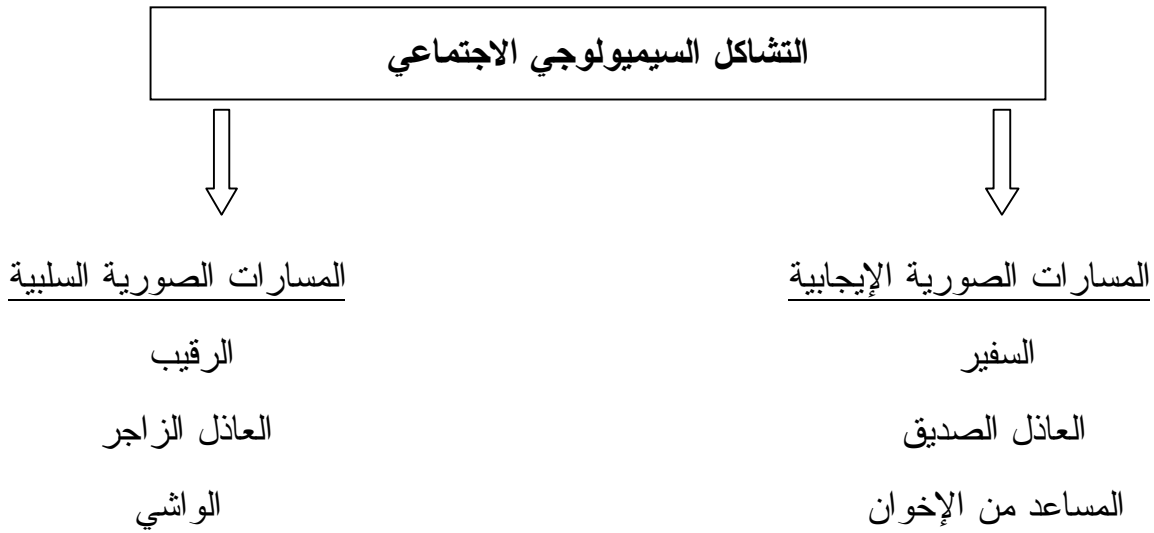 التشاكل السيميولوجي الاجتماعي
المسارات الصورية الإيجابية
السفير
العاذل الصديق
المساعد من الإخوان
المسارات الصورية السلبية
الرقيب
العاذل الزاجر
الواشي